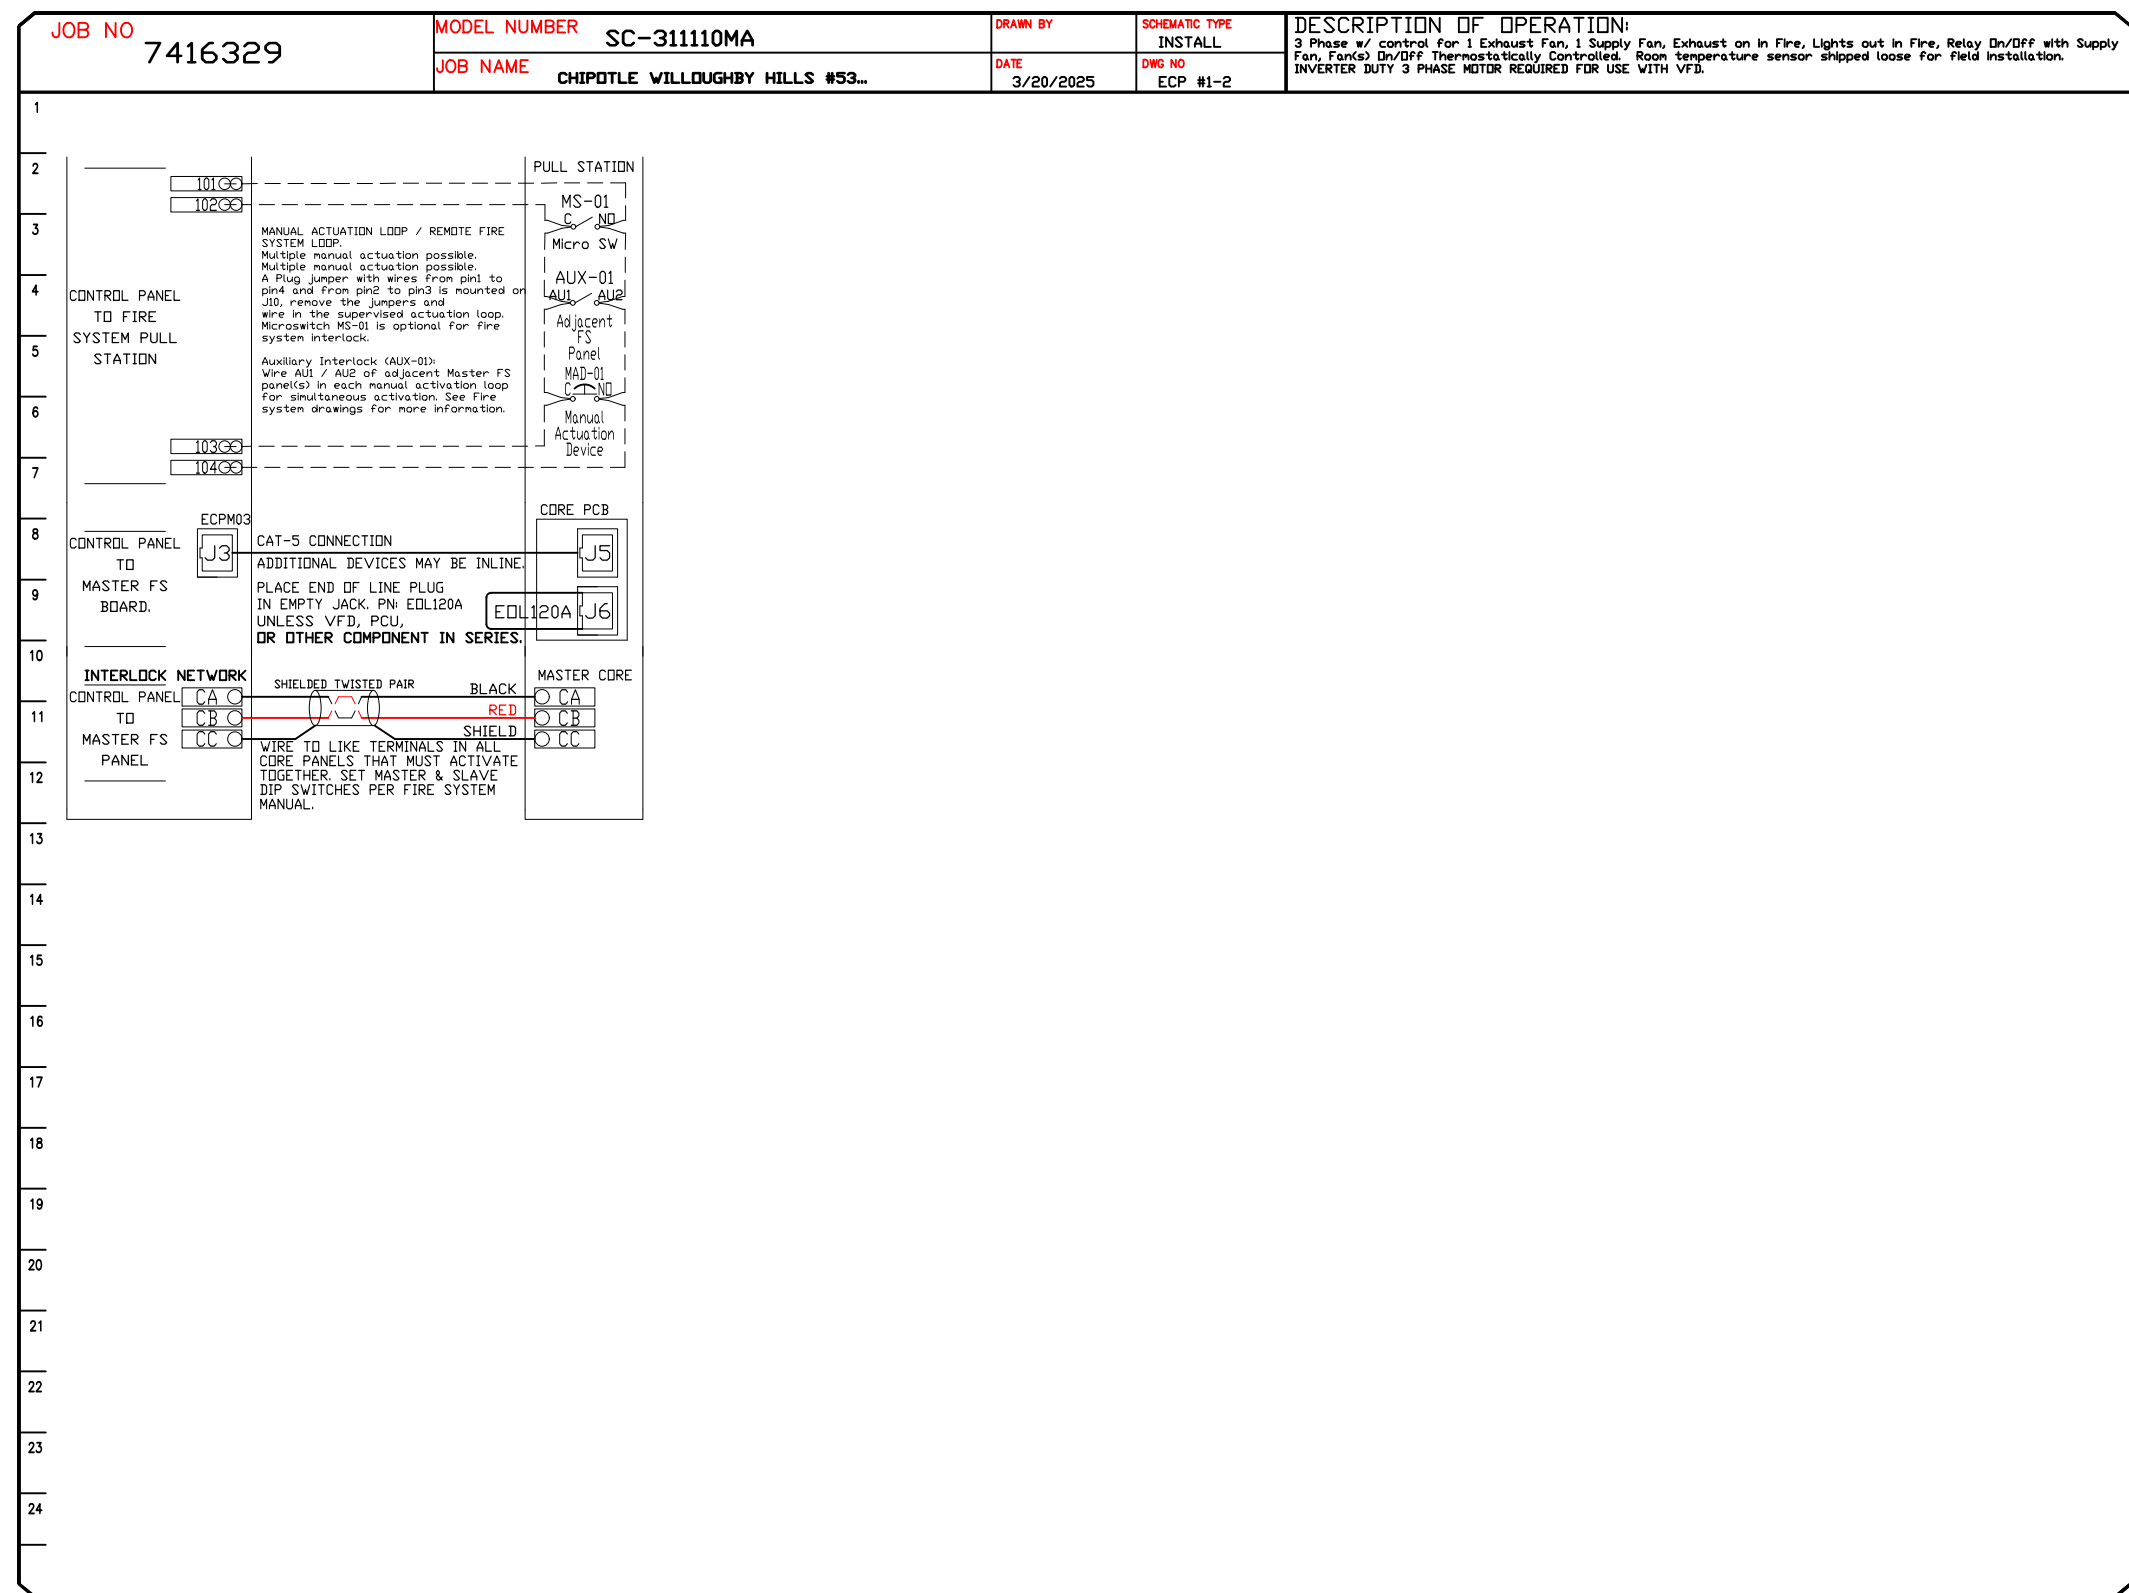 JOB NO
7416329
MODEL NUMBER
SC-311110MA
JOB NAME
CHIPOTLE WILLOUGHBY HILLS #53...
DRAWN BY
SCHEMATIC TYPE
INSTALL
DATE
3/20/2025
DWG NO
ECP #1-2
DESCRIPTION OF OPERATION:
3 Phase w/ control for 1 Exhaust Fan, 1 Supply Fan, Exhaust on in Fire, Lights out in Fire, Relay On/Off with Supply
Fan, Fan(s) On/Off Thermostatically Controlled. Room temperature sensor shipped loose for field installation.
INVERTER DUTY 3 PHASE MOTOR REQUIRED FOR USE WITH VFD.
1
2
3
4
5
6
7
8
9
10
11
12
13
14
15
16
17
18
19
20
21
22
23
24
CONTROL PANEL
TO FIRE
SYSTEM PULL
STATION
101
102
103
104
MANUAL ACTUATION LOOP / REMOTE FIRE
SYSTEM LOOP.
Multiple manual actuation possible.
Multiple manual actuation possible.
A Plug jumper with wires from pin1 to
pin4 and from pin2 to pin3 is mounted on
J10, remove the jumpers and
wire in the supervised actuation loop.
Microswitch MS-01 is optional for fire
system interlock.
Auxiliary Interlock (AUX-01):
Wire AU1 / AU2 of adjacent Master FS
panel(s) in each manual activation loop
for simultaneous activation. See Fire
system drawings for more information.
PULL STATION
MS-01
C NO
Micro SW
AUX-01
AU1 AU2
Adjacent
FS
Panel
MAD-01
C NO
Manual
Actuation
Device
CONTROL PANEL
TO
MASTER FS
BOARD.
ECPM03
J3
CAT-5 CONNECTION
ADDITIONAL DEVICES MAY BE INLINE.
PLACE END OF LINE PLUG
IN EMPTY JACK. PN: EOL120A
UNLESS VFD, PCU,
OR OTHER COMPONENT IN SERIES.
CORE PCB
J5
EOL120A
J6
INTERLOCK NETWORK
CONTROL PANEL
TO
MASTER FS
PANEL
CA
CB
CC
SHIELDED TWISTED PAIR
BLACK
RED
SHIELD
WIRE TO LIKE TERMINALS IN ALL
CORE PANELS THAT MUST ACTIVATE
TOGETHER. SET MASTER & SLAVE
DIP SWITCHES PER FIRE SYSTEM
MANUAL.
MASTER CORE
CA
CB
CC